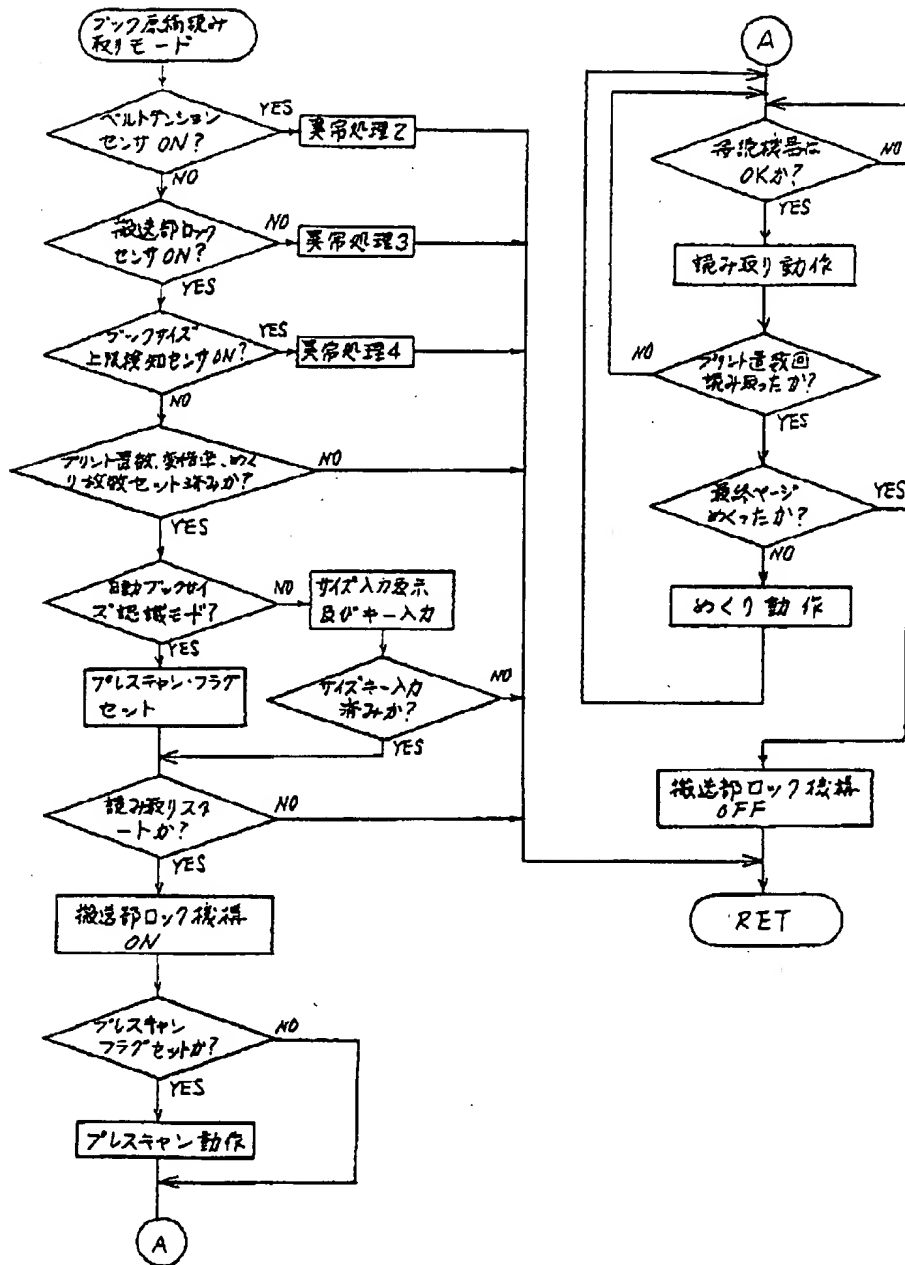 ブック原稿読み
取りモード
ベルトテンション
センサON?
YES
異常処理2
NO
搬送部ロック
センサON?
NO
異常処理3
YES
ブックサイズ
上限検知センサON?
YES
異常処理4
NO
プリント置数、変倍率、めく
り枚数セット済みか?
NO
YES
自動ブックサイ
ズ認識モード?
NO
サイズ入力表示
及びキー入力
YES
プレスキャン・フラグ
セット
サイズキー入力
済みか?
NO
YES
読み取りスタ
ートか?
NO
YES
搬送部ロック機構
ON
プレスキャン
フラグセットか?
NO
YES
プレスキャン動作
A
A
接続機器は
OKか?
NO
YES
読み取り動作
プリント置数回
読み取ったか?
NO
YES
最終ページ
めくったか?
YES
NO
めくり動作
搬送部ロック機構
OFF
RET